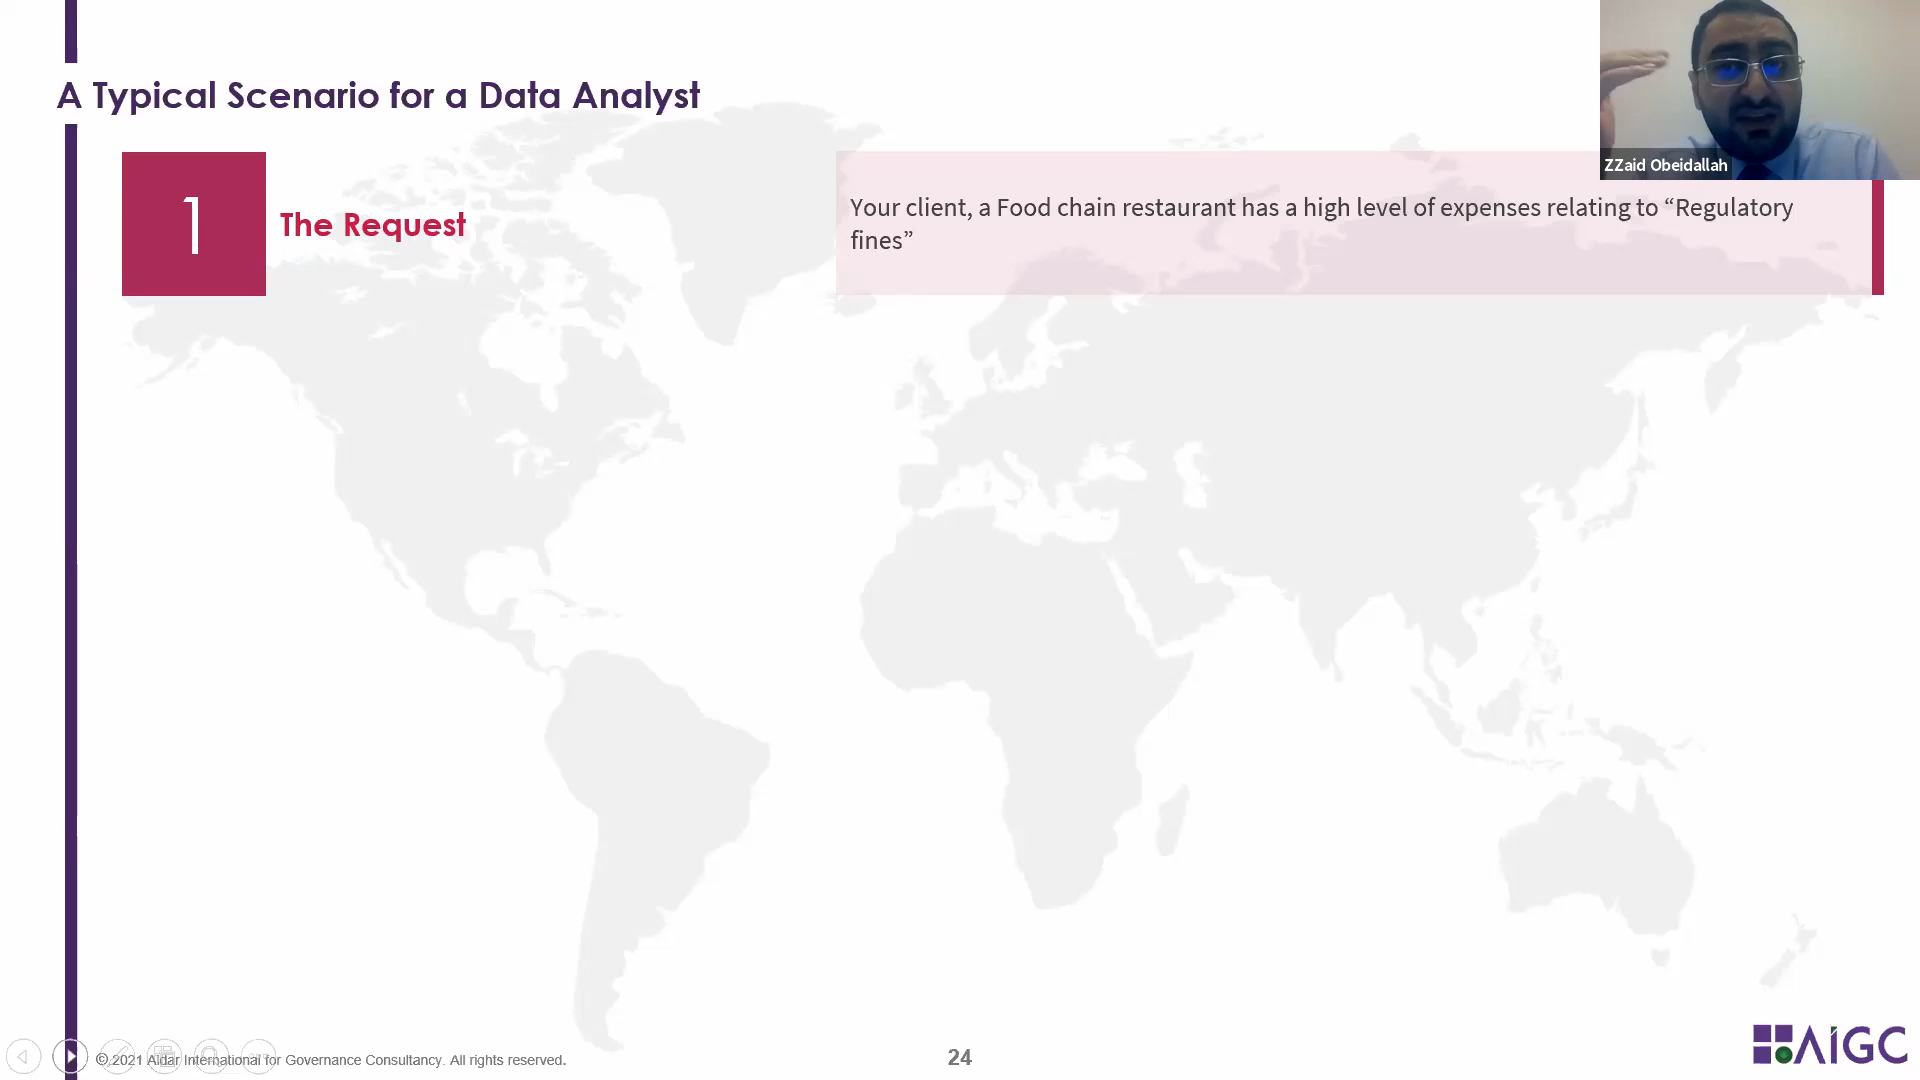 A Typical Scenario for a Data Analyst
ZZaid Obeidallah
1
The Request
Your client, a Food chain restaurant has a high level of expenses relating to “Regulatory
fines”
© 2021 Aldar International for Governance Consultancy. All rights reserved.
24
AIGC